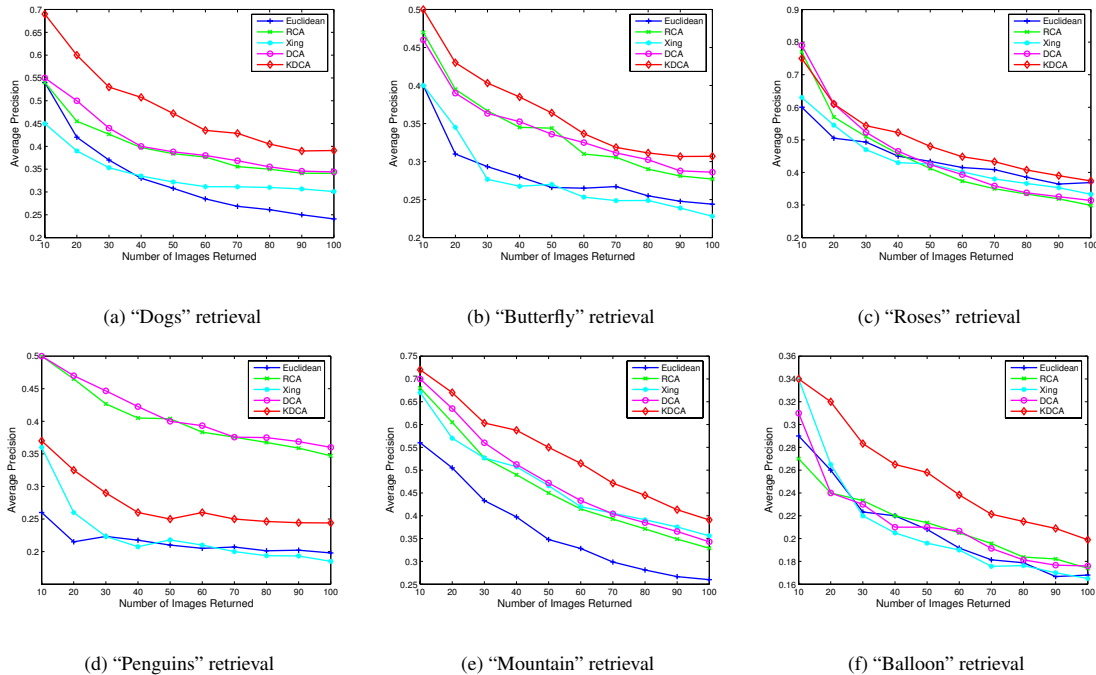 0.7
0.65
0.6
0.55
0.5
0.45
0.4
0.35
0.3
0.25
0.2
Average Precision
10 20 30 40 50 60 70 80 90 100
Number of Images Returned
Euclidean
RCA
Xing
DCA
KDCA
(a) “Dogs” retrieval
0.5
0.45
0.4
0.35
0.3
0.25
0.2
Average Precision
10 20 30 40 50 60 70 80 90 100
Number of Images Returned
Euclidean
RCA
Xing
DCA
KDCA
(b) “Butterfly” retrieval
0.9
0.8
0.7
0.6
0.5
0.4
0.3
0.2
Average Precision
10 20 30 40 50 60 70 80 90 100
Number of Images Returned
Euclidean
RCA
Xing
DCA
KDCA
(c) “Roses” retrieval
0.5
0.45
0.4
0.35
0.3
0.25
0.2
Average Precision
10 20 30 40 50 60 70 80 90 100
Number of Images Returned
Euclidean
RCA
Xing
DCA
KDCA
(d) “Penguins” retrieval
0.75
0.70
0.65
0.6
0.55
0.5
0.45
0.4
0.35
0.3
0.25
Average Precision
10 20 30 40 50 60 70 80 90 100
Number of Images Returned
Euclidean
RCA
Xing
DCA
KDCA
(e) “Mountain” retrieval
0.36
0.34
0.32
0.3
0.28
0.26
0.24
0.22
0.2
0.18
0.16
Average Precision
10 20 30 40 50 60 70 80 90 100
Number of Images Returned
Euclidean
RCA
Xing
DCA
KDCA
(f) “Balloon” retrieval